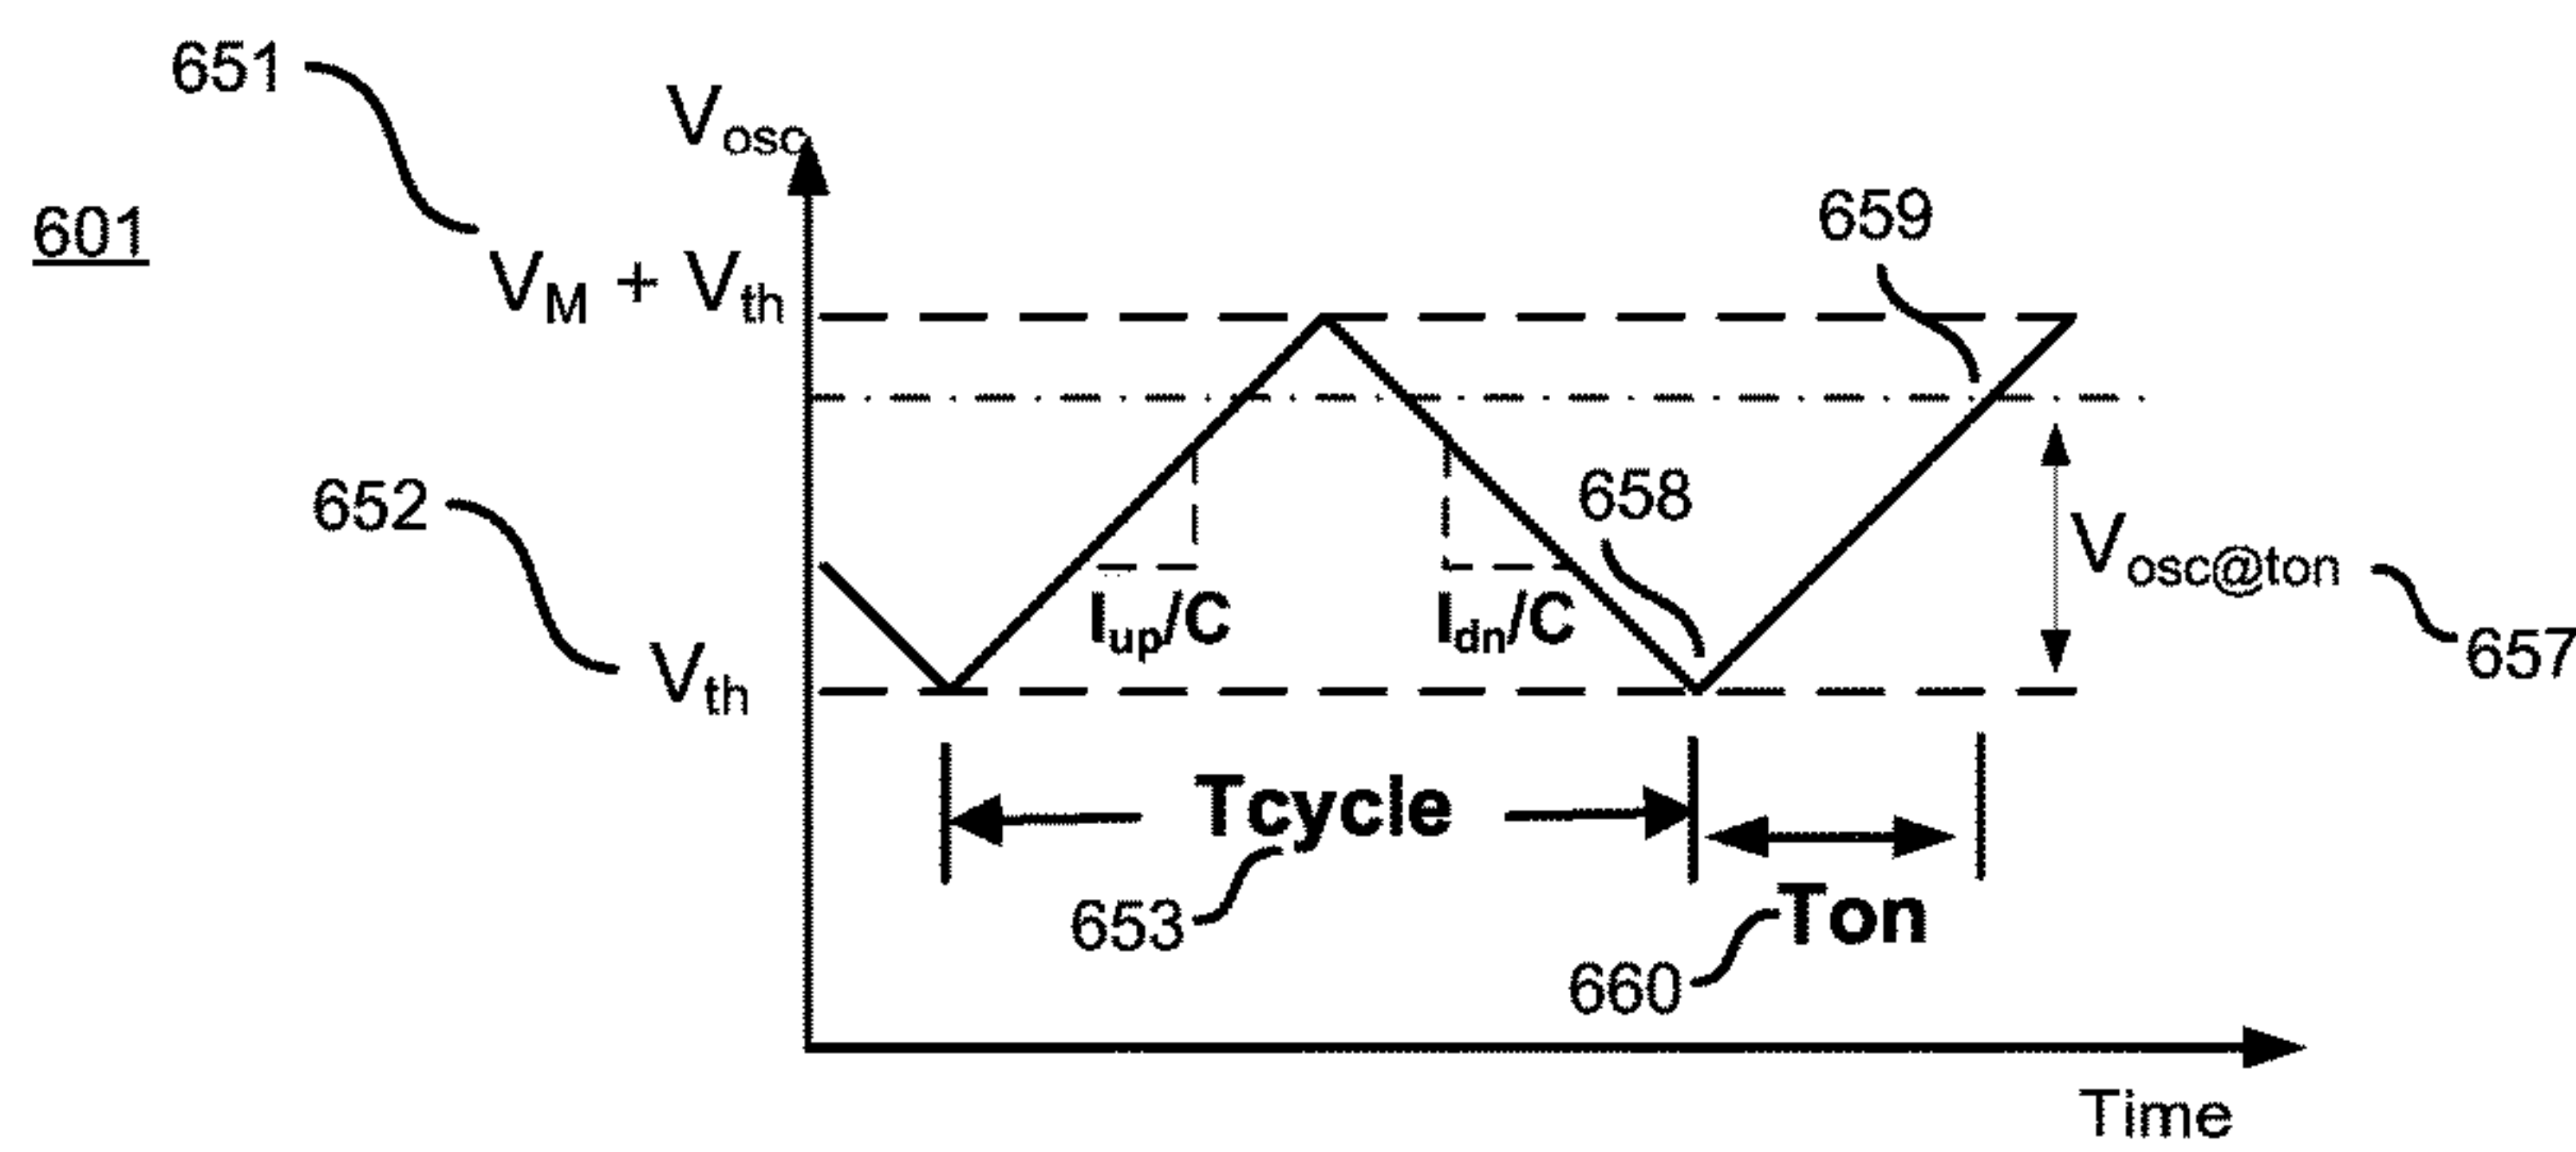 651
Vosc
601
659
VM + Vth
652
658
Vosc@ton
Iup/C
Idn/C
657
Vth
Tcycle
653
Ton
660
Time